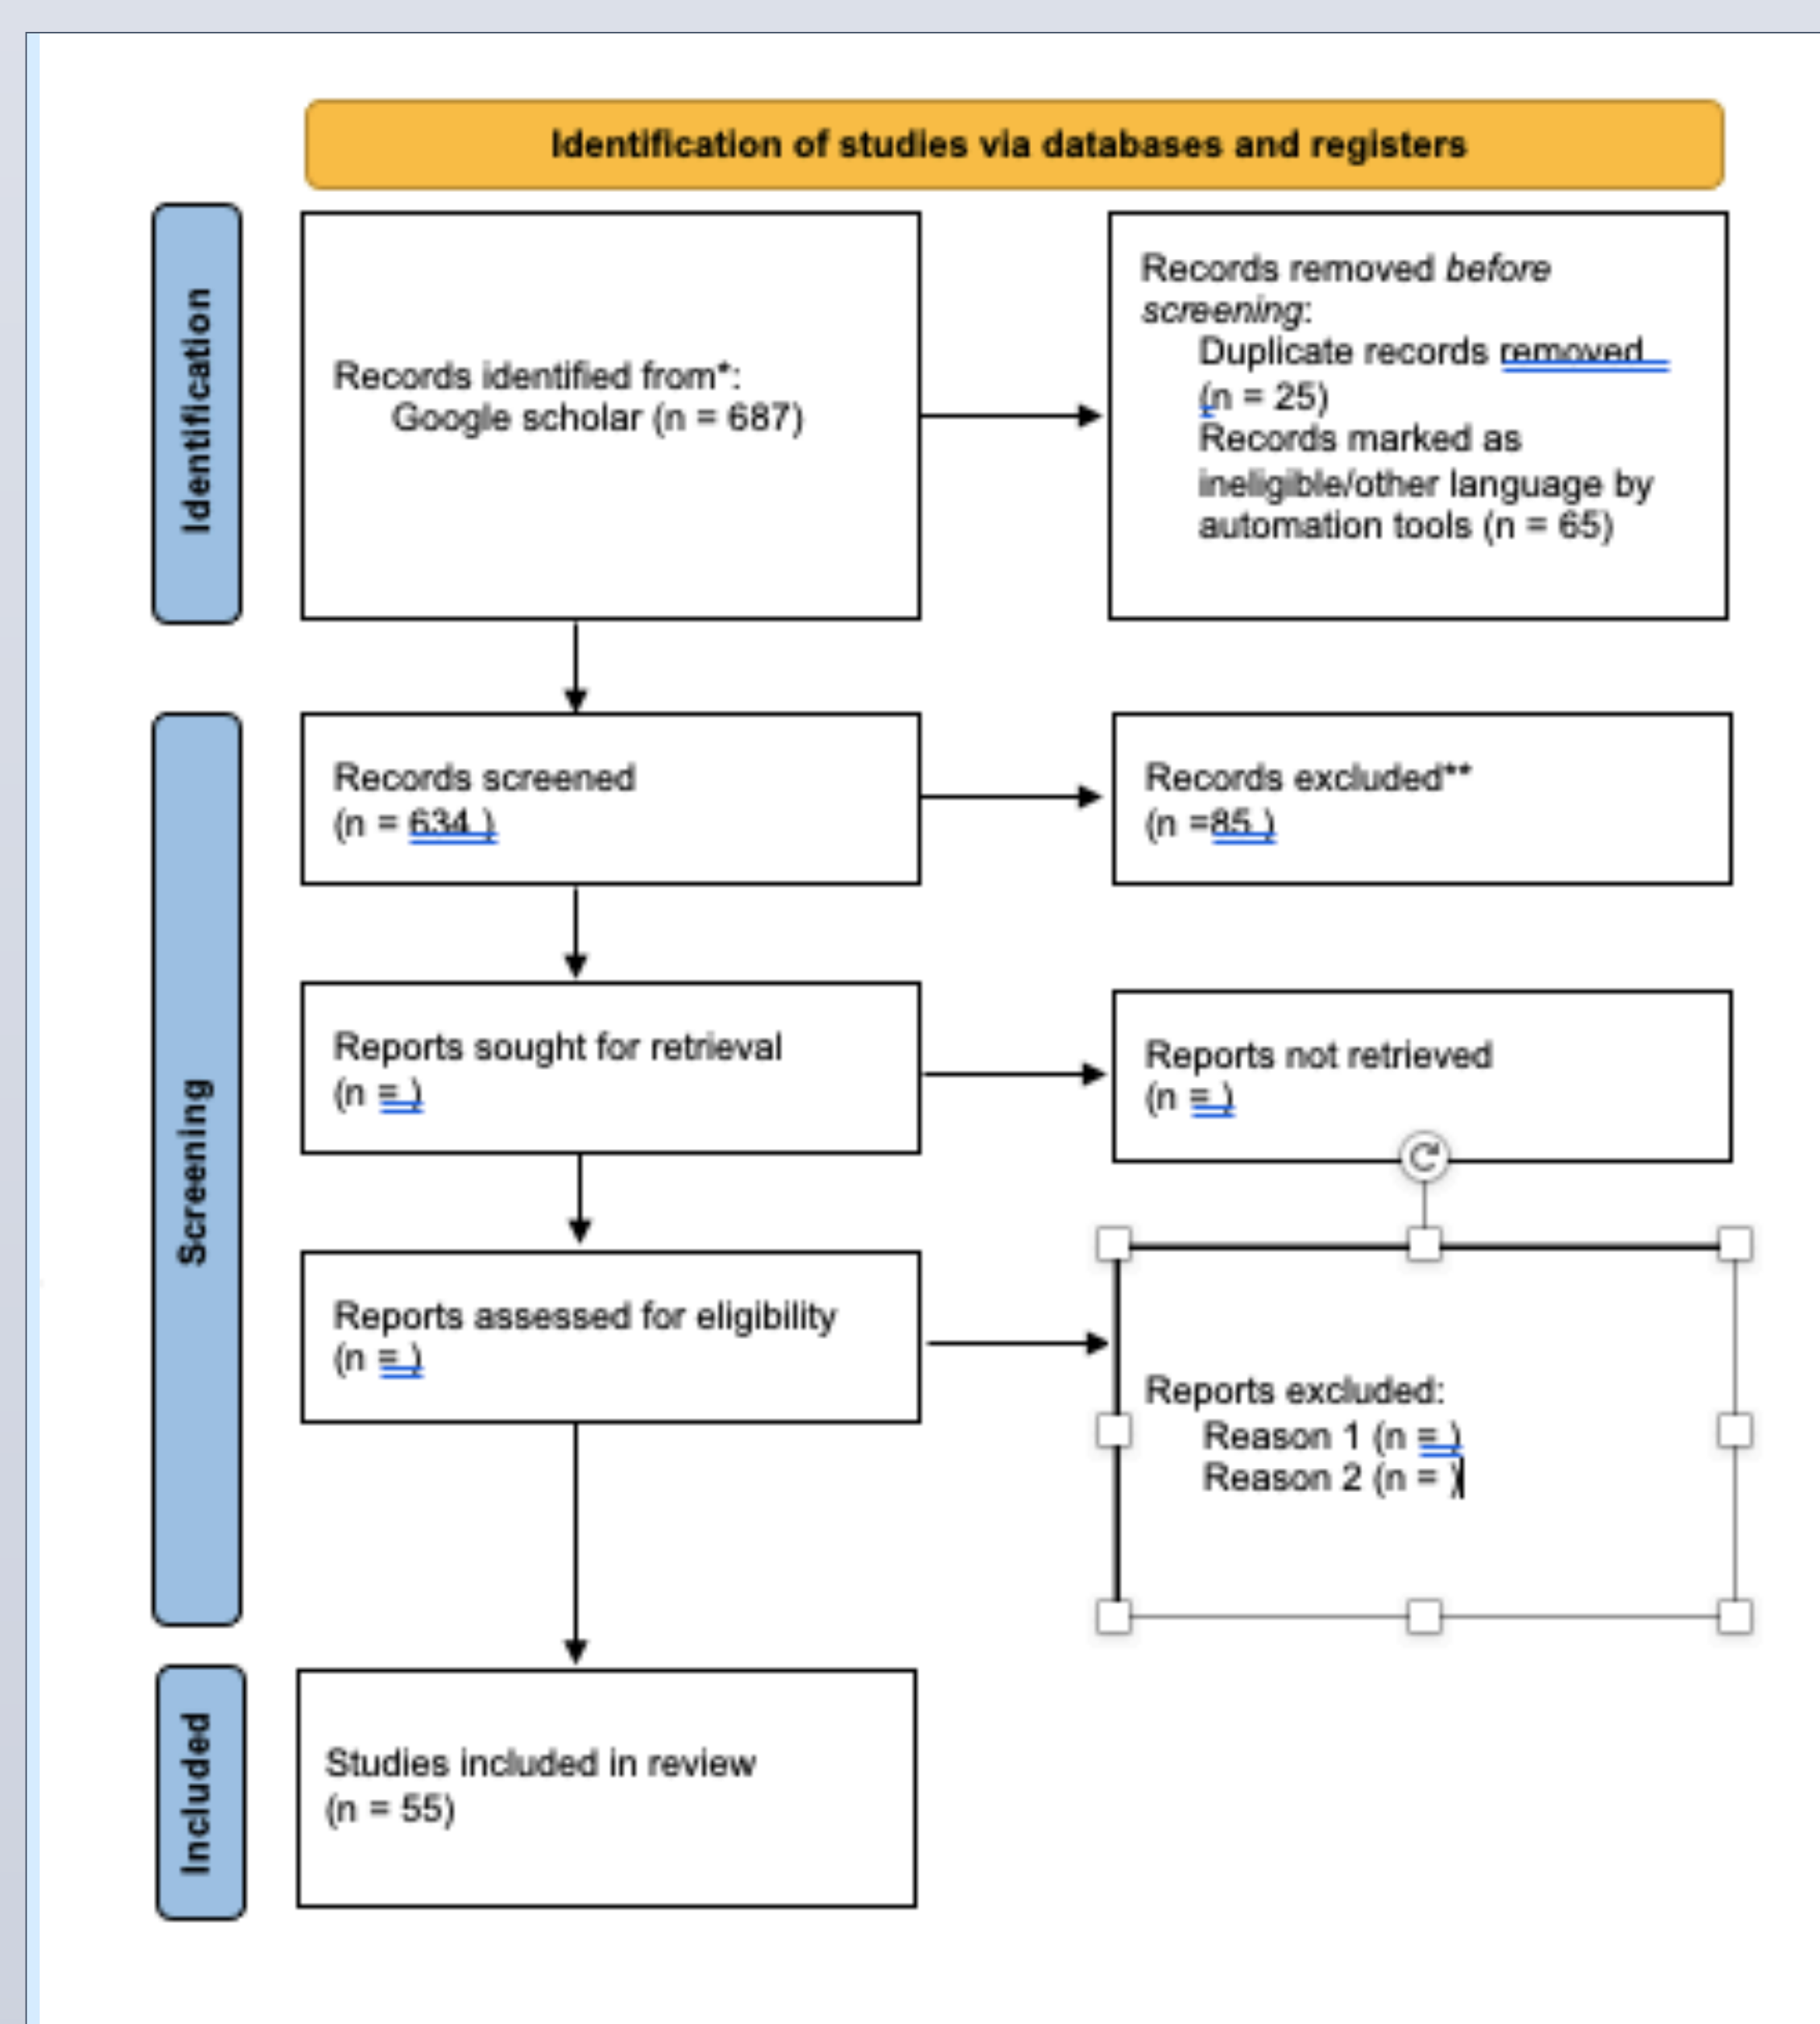 Identification of studies via databases and registers
Identification
Records identified from*:
Google scholar (n = 687)
Records removed before
screening:
Duplicate records removed
(n = 25)
Records marked as
ineligible/other language by
automation tools (n = 65)
Screening
Records screened
(n = 634 )
Records excluded**
(n =85 )
Reports sought for retrieval
(n = )
Reports not retrieved
(n = )
Reports assessed for eligibility
(n = )
Reports excluded:
Reason 1 (n = )
Reason 2 (n = )
Included
Studies included in review
(n = 55)